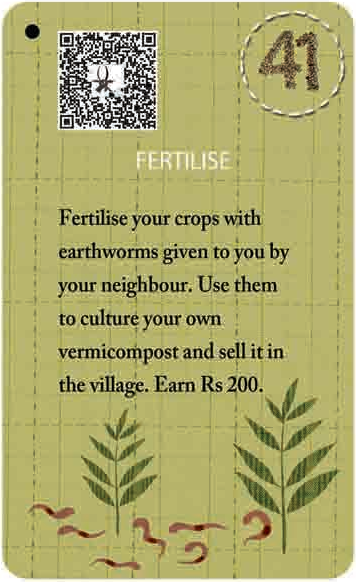 41
FERTILISE
Fertilise your crops with
earthworms given to you by
your neighbour. Use them
to culture your own
vermicompost and sell it in
the village. Earn Rs 200.